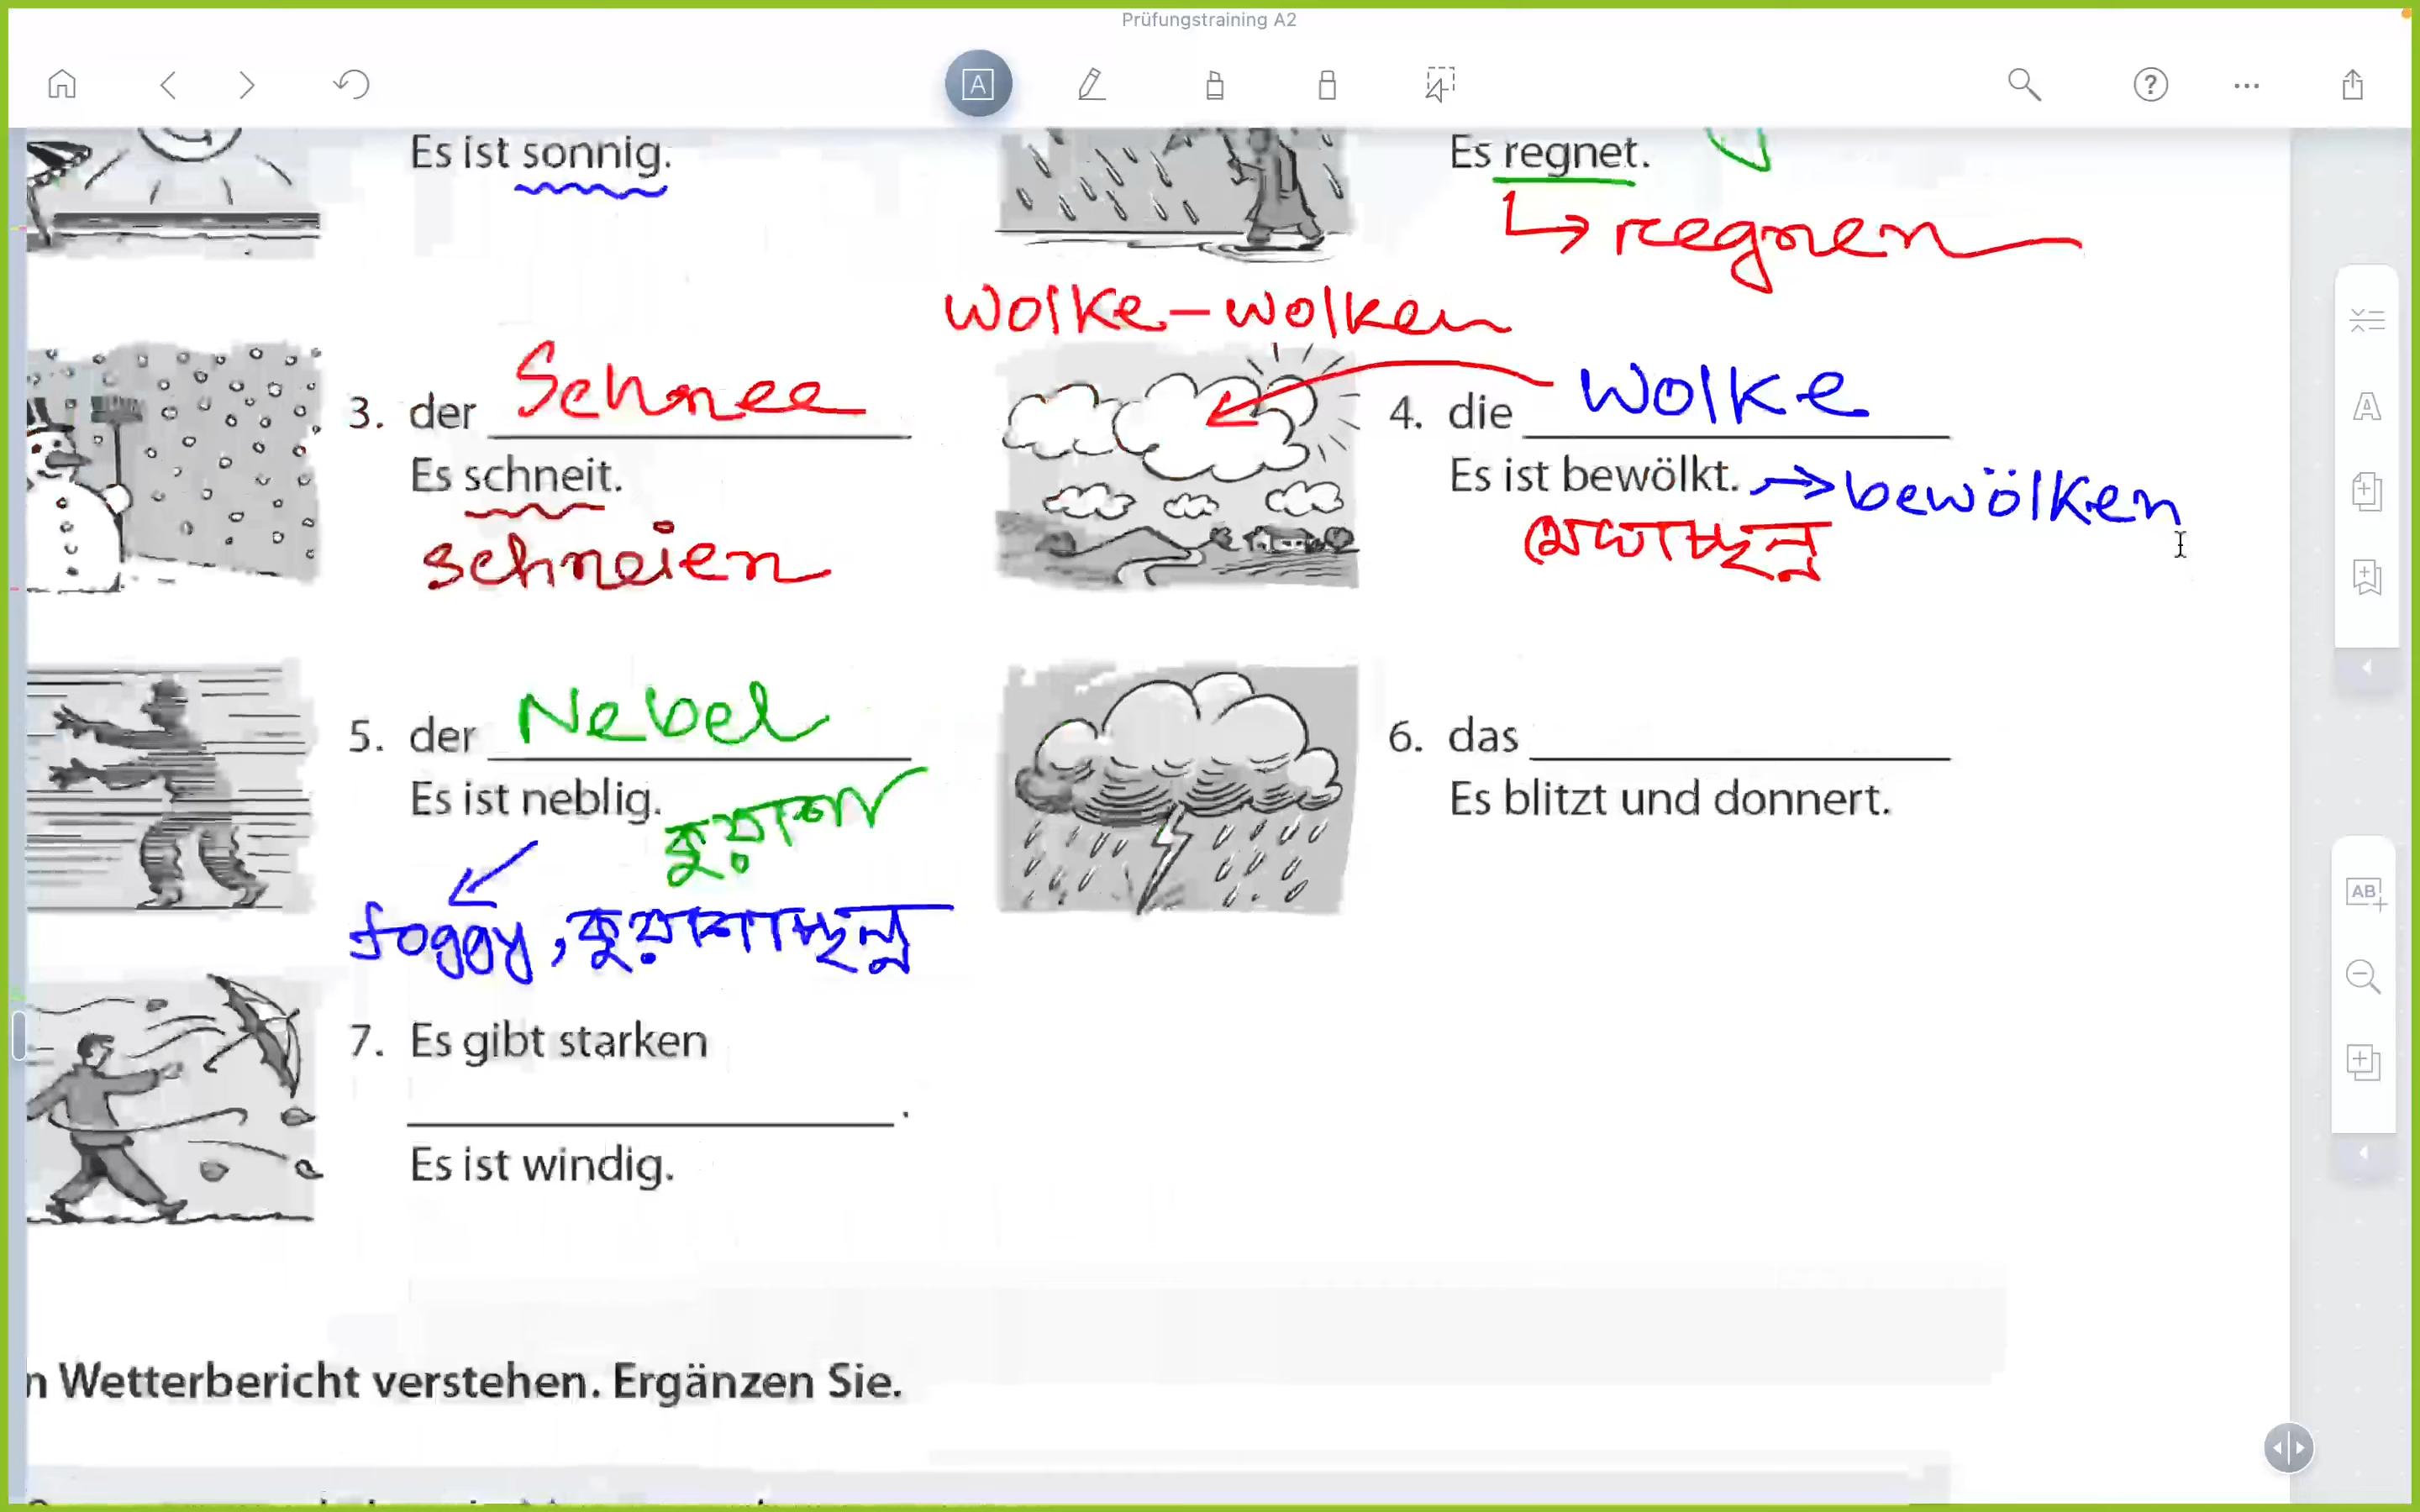 Prüfungstraining A2
A
Es ist sonnig.
Es regnet.
regnen
wolke-wolken
3. der Schnee
Es schneit.
schneien
4. die Wolke
Es ist bewölkt. → bewölken
5. der Nebel
Es ist neblig.
foggy, কুয়াশাচ্ছন্ন
6. das
Es blitzt und donnert.
7. Es gibt starken
.
Es ist windig.
n Wetterbericht verstehen. Ergänzen Sie.